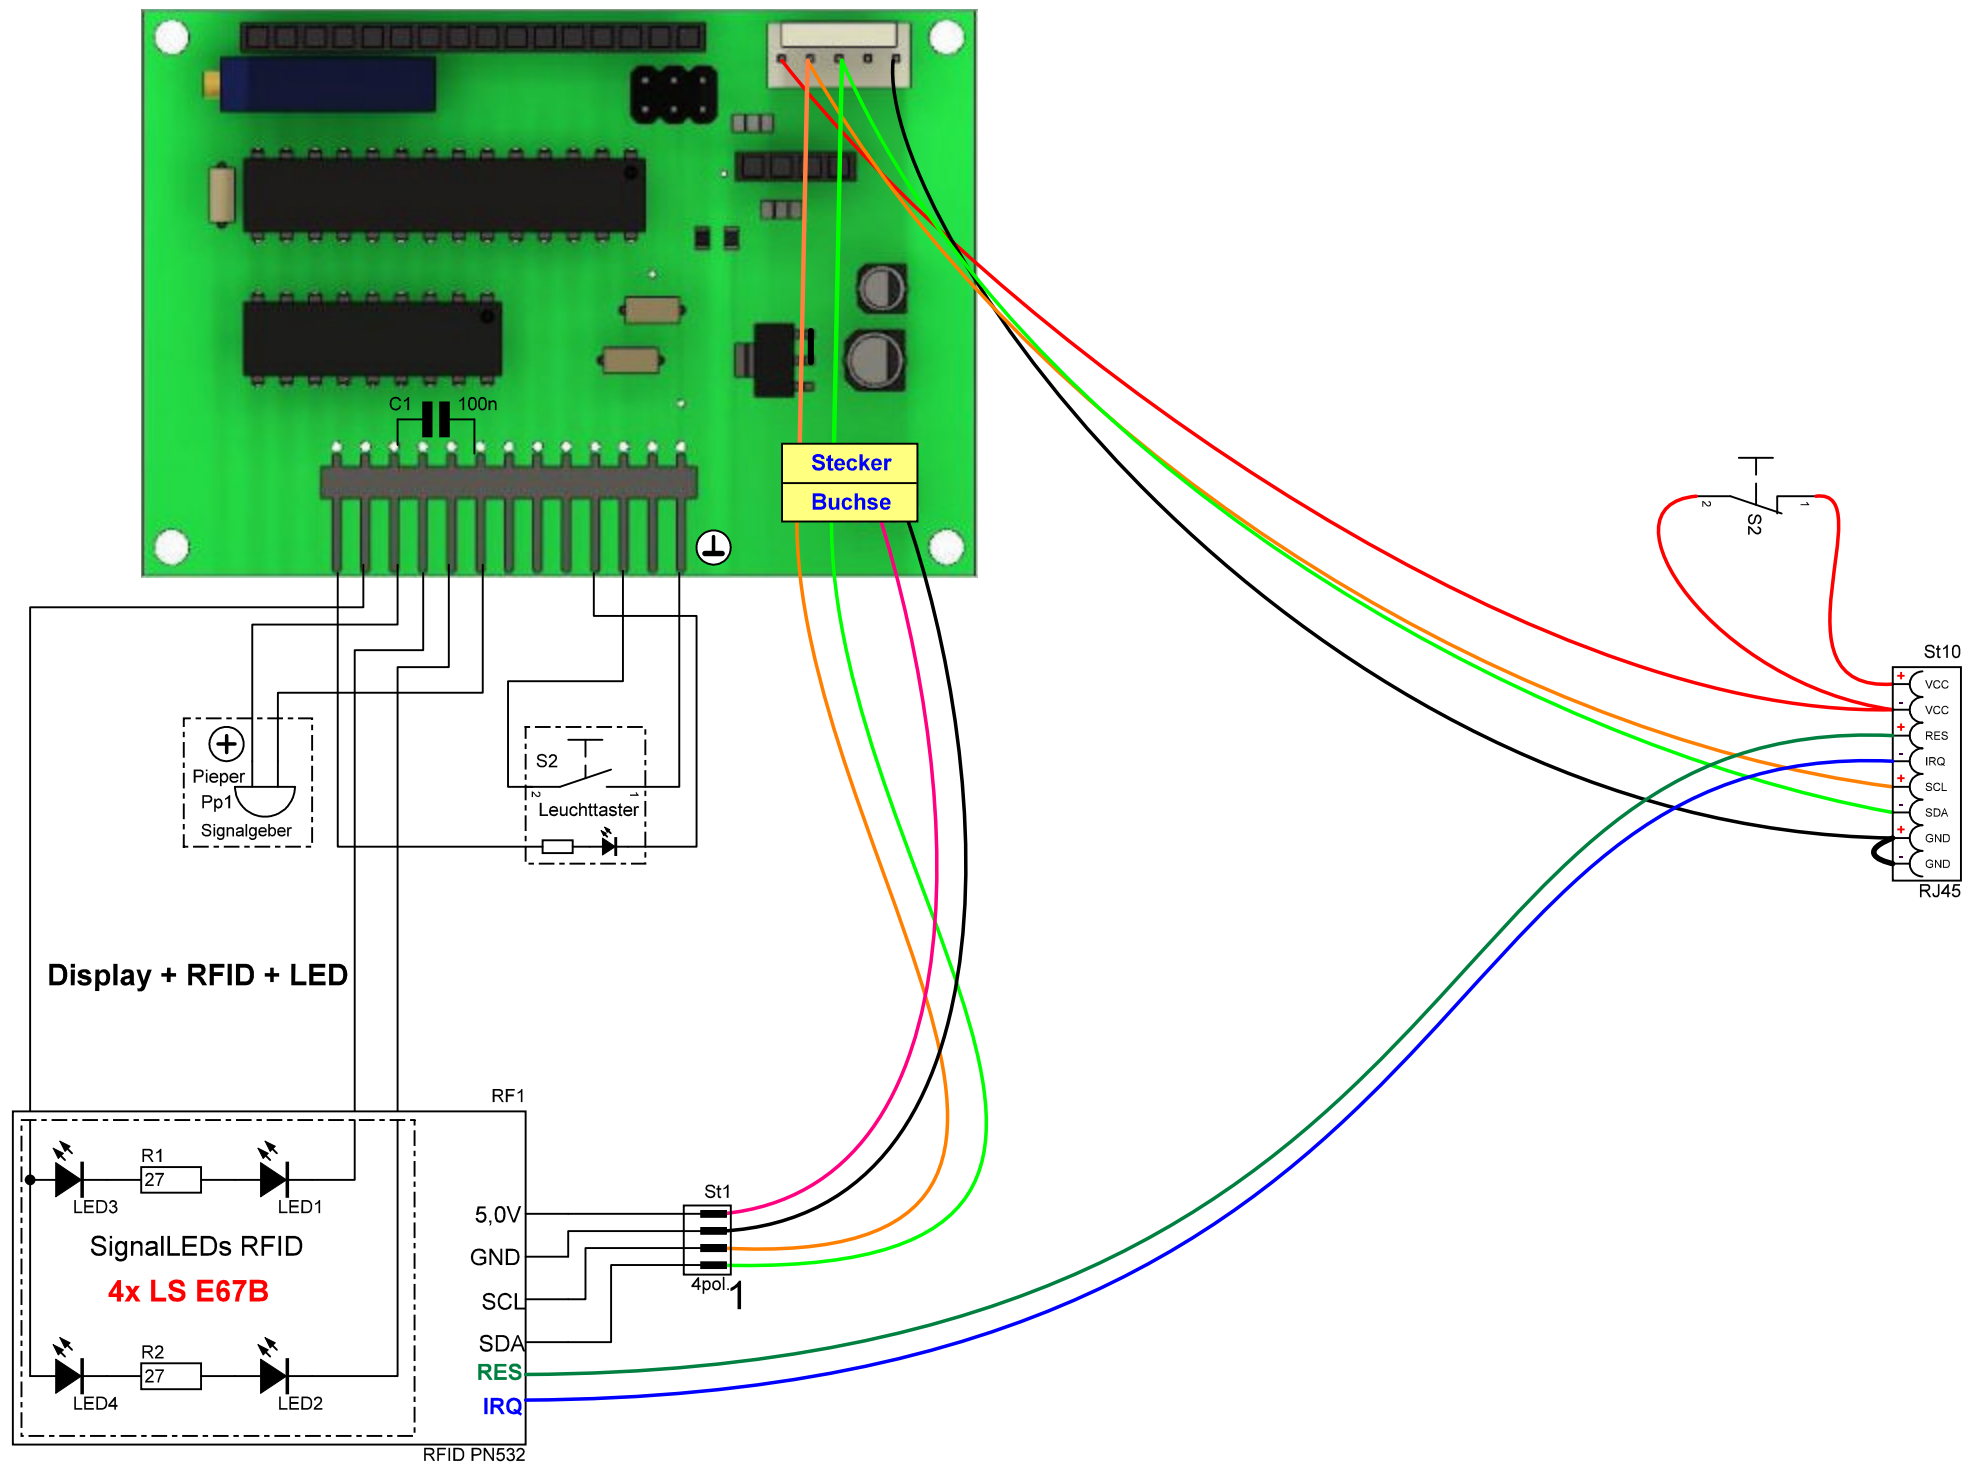 C1 100n
Stecker
Buchse
2 S2 1
St10
+ VCC
- VCC
+ RES
- IRQ
+ SCL
- SDA
+ GND
- GND
RJ45
Pieper
Pp1
Signalgeber
S2
2 1
Leuchttaster
Display + RFID + LED
RF1
R1
27
LED3
LED1
SignalLEDs RFID
4x LS E67B
R2
27
LED4
LED2
5,0V
GND
SCL
SDA
RES
IRQ
RFID PN532
St1
4pol.
1